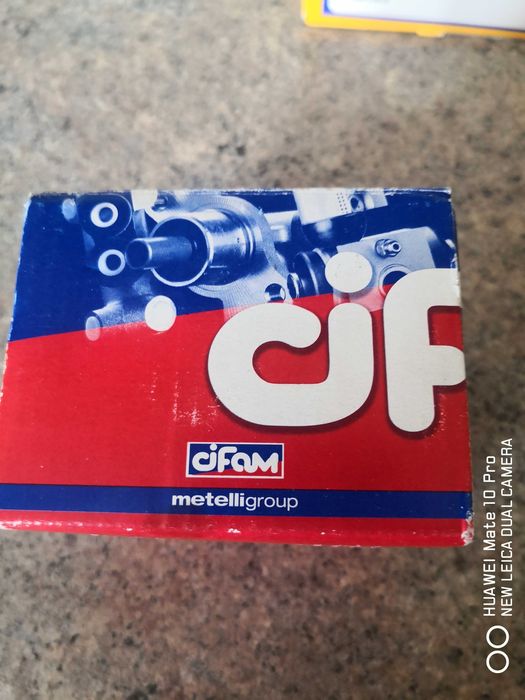 cif
cifam
metelligroup
HUAWEI Mate 10 Pro
NEW LEICA DUAL CAMERA